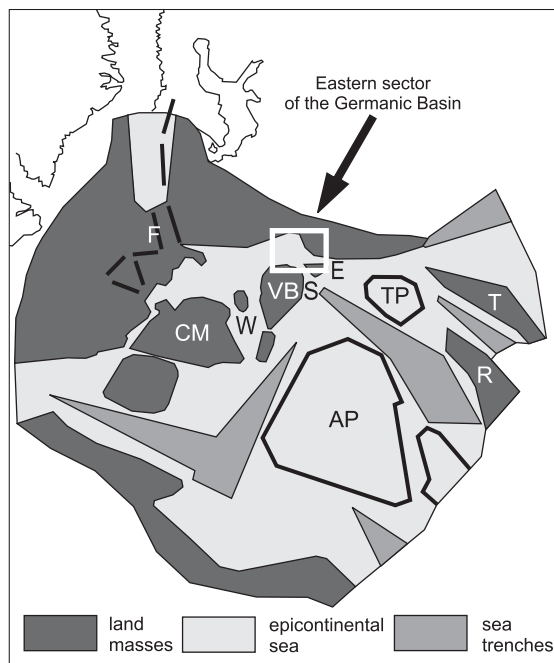 Eastern sector
of the Germanic Basin
F
E
VB
S
TP
T
W
CM
R
AP
land
masses
epicontinental
sea
sea
trenches